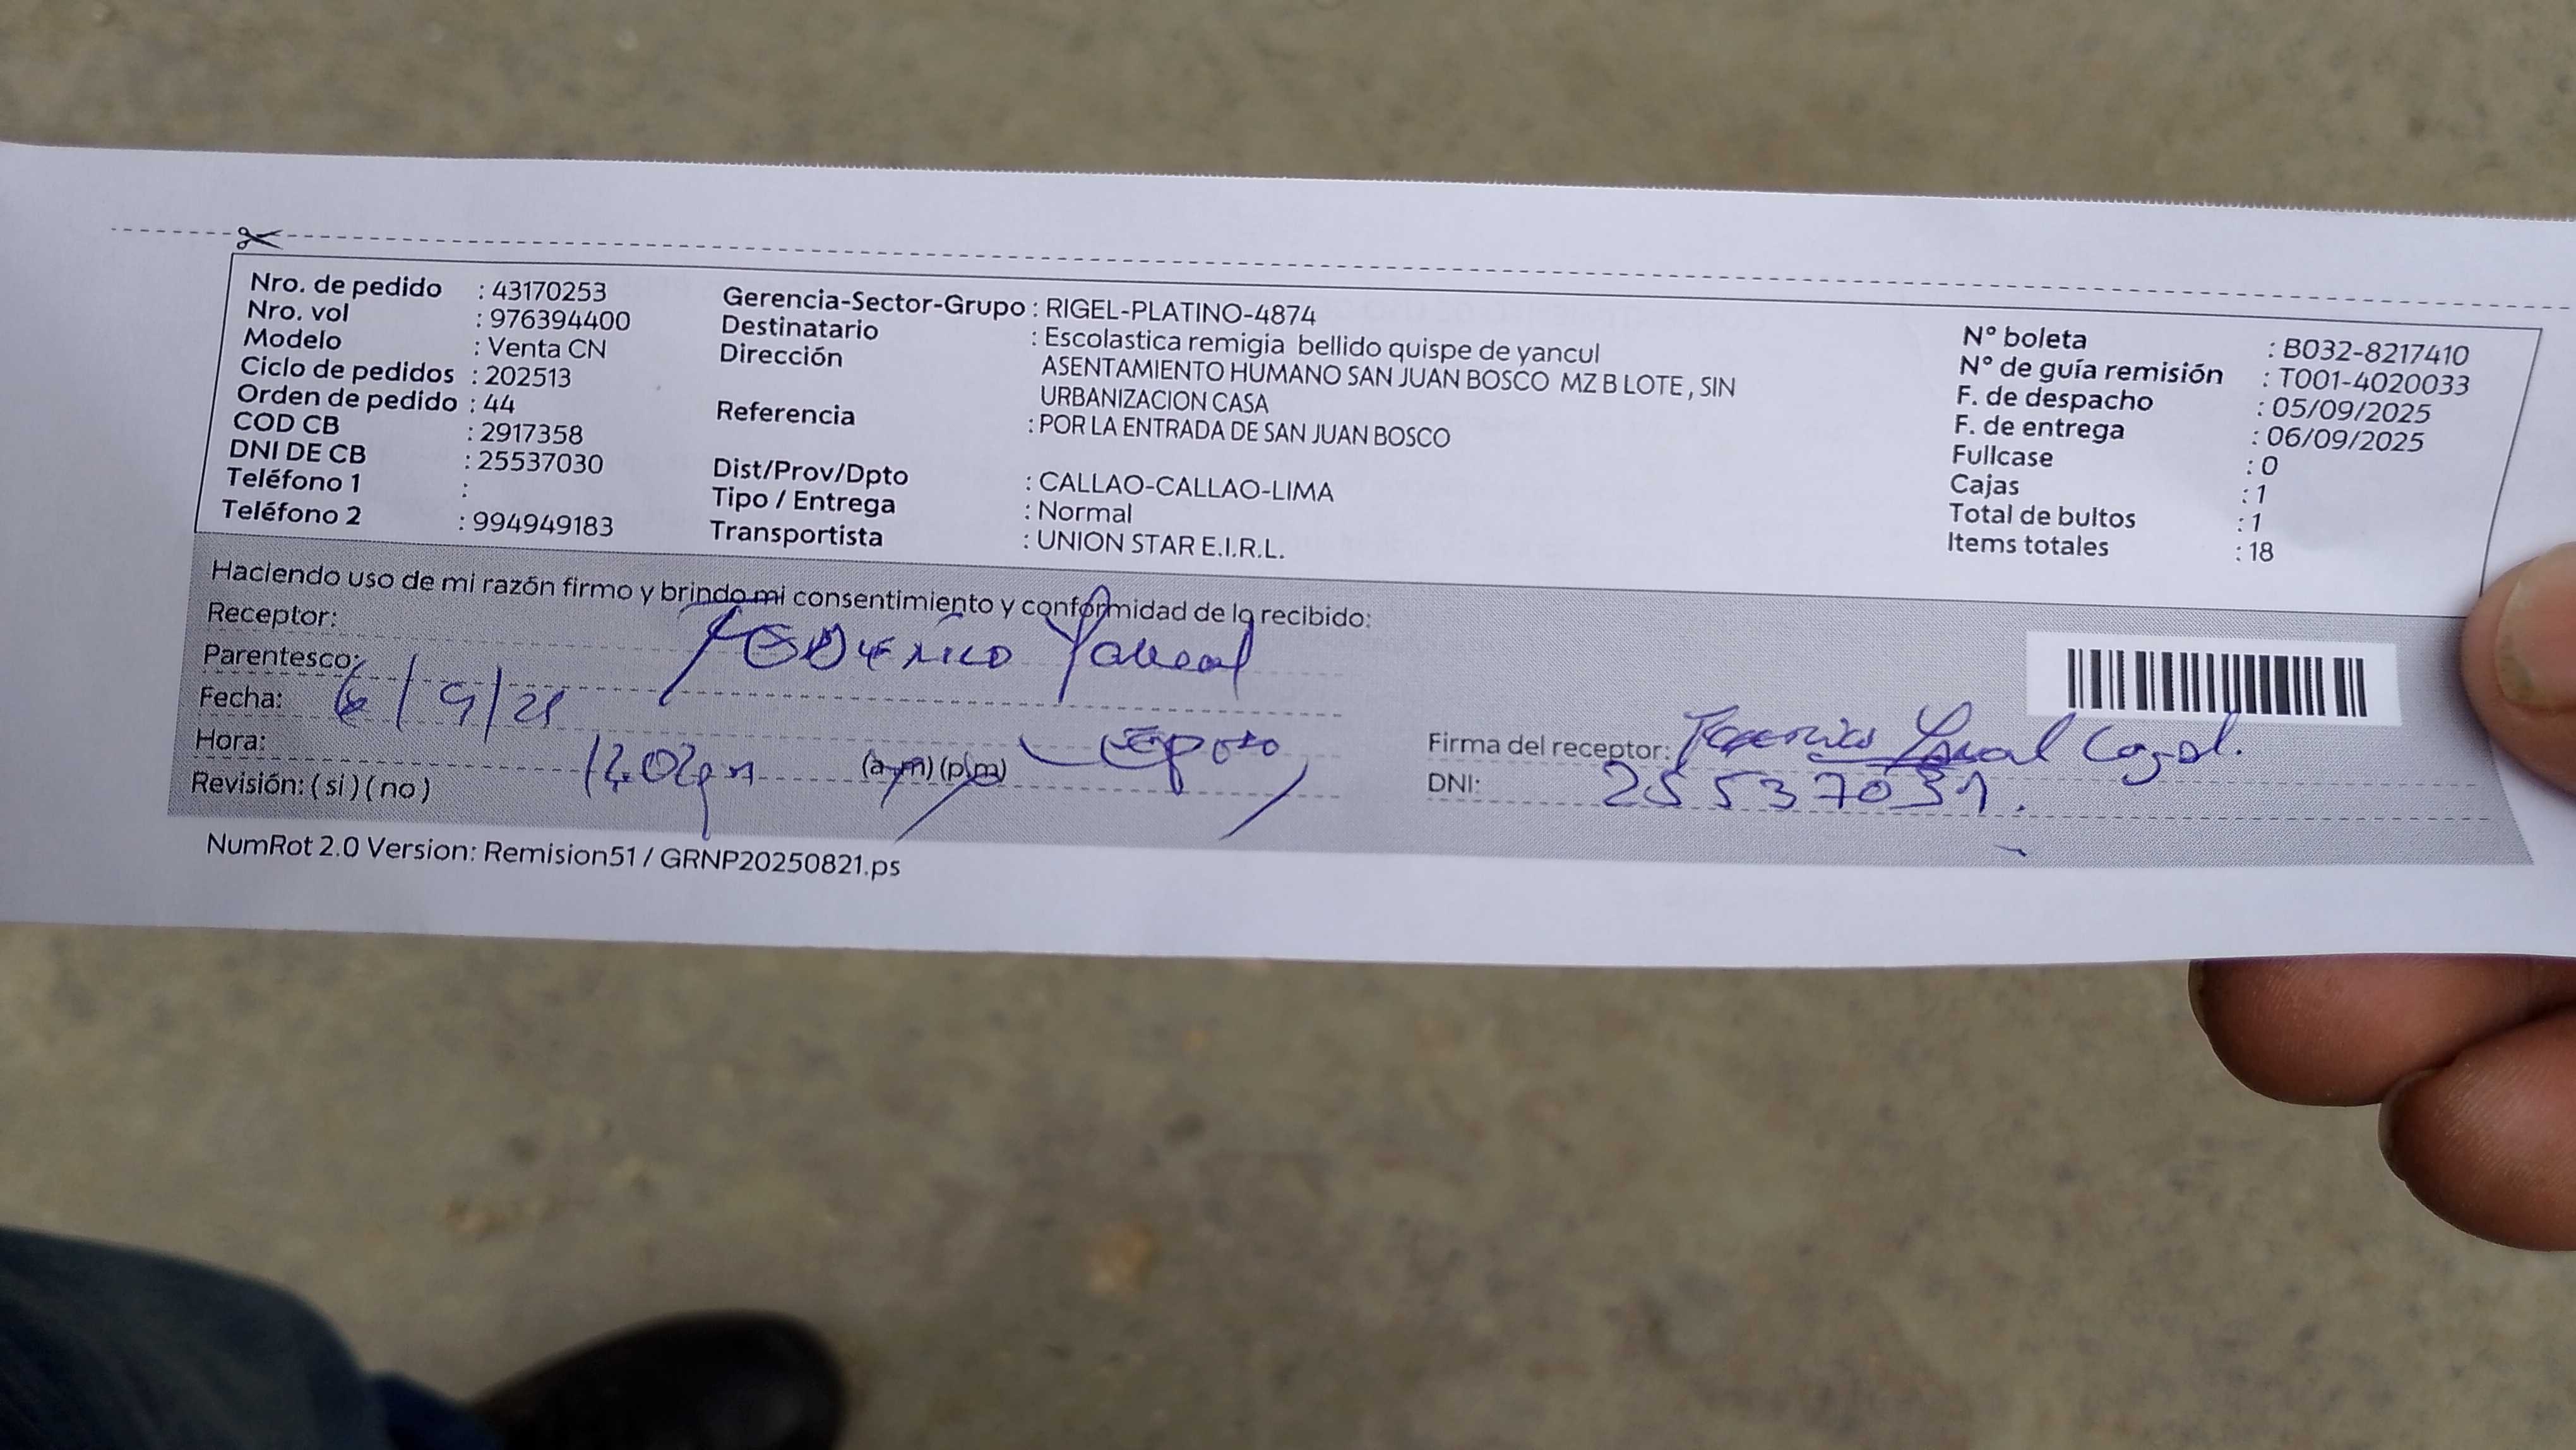 Nro. de pedido : 43170253
Nro. vol : 976394400
Modelo : Venta CN
Ciclo de pedidos : 202513
Orden de pedido : 44
COD CB : 2917358
DNI DE CB : 25537030
Teléfono 1 :
Teléfono 2 : 994949183
Gerencia-Sector-Grupo : RIGEL-PLATINO-4874
Destinatario : Escolastica remigia bellido quispe de yancul
Dirección ASENTAMIENTO HUMANO SAN JUAN BOSCO MZ B LOTE , SIN
URBANIZACION CASA
Referencia : POR LA ENTRADA DE SAN JUAN BOSCO
Dist/Prov/Dpto : CALLAO-CALLAO-LIMA
Tipo / Entrega : Normal
Transportista : UNION STAR E.I.R.L.
N° boleta : B032-8217410
N° de guía remisión : T001-4020033
F. de despacho : 05/09/2025
F. de entrega : 06/09/2025
Fullcase : 0
Cajas : 1
Total de bultos : 1
Items totales : 18
Haciendo uso de mi razón firmo y brindo mi consentimiento y conformidad de lo recibido:
Receptor:
Parentesco:
Fecha: 6/9/25
Hora: (a m) (p m)
Revisión: ( si ) ( no )
Firma del receptor:
DNI: 25537031.
NumRot 2.0 Version: Remision51 / GRNP20250821.ps